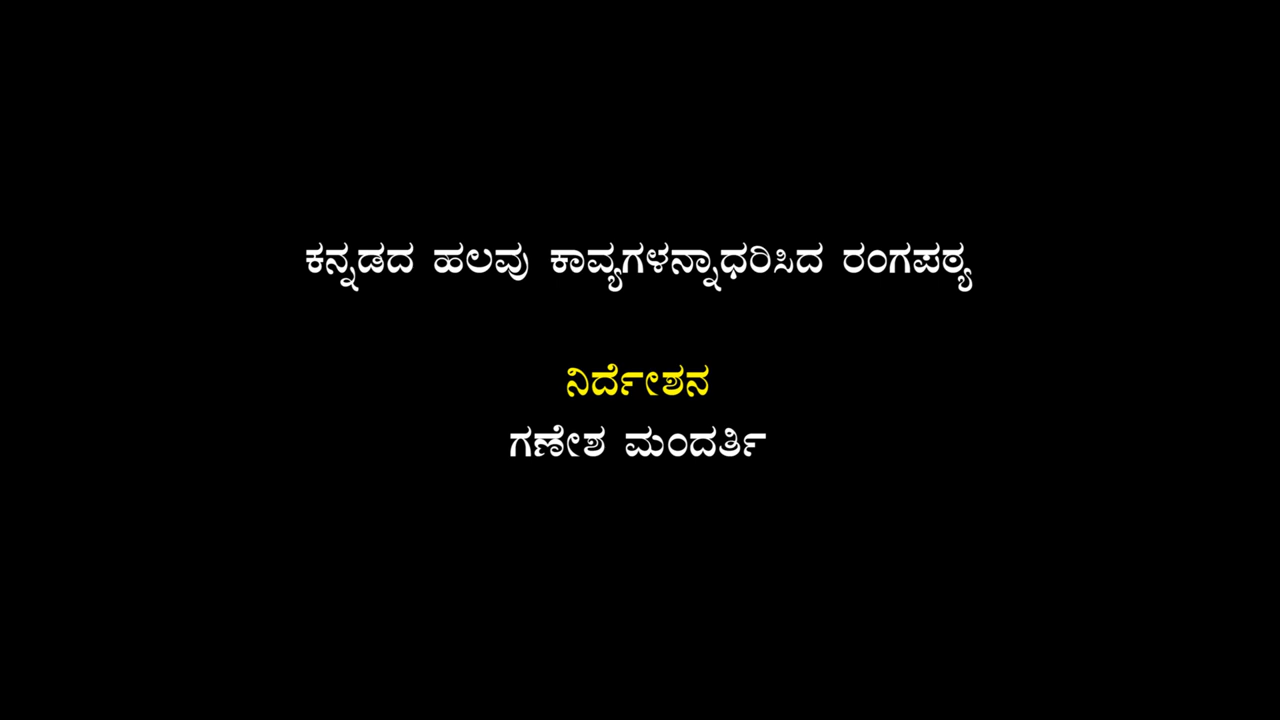 ಕನ್ನಡದ ಹಲವು ಕಾವ್ಯಗಳನ್ನಾಧರಿಸಿದ ರಂಗಪಠ್ಯ
ನಿರ್ದೇಶನ
ಗಣೇಶ ಮಂದರ್ತಿ